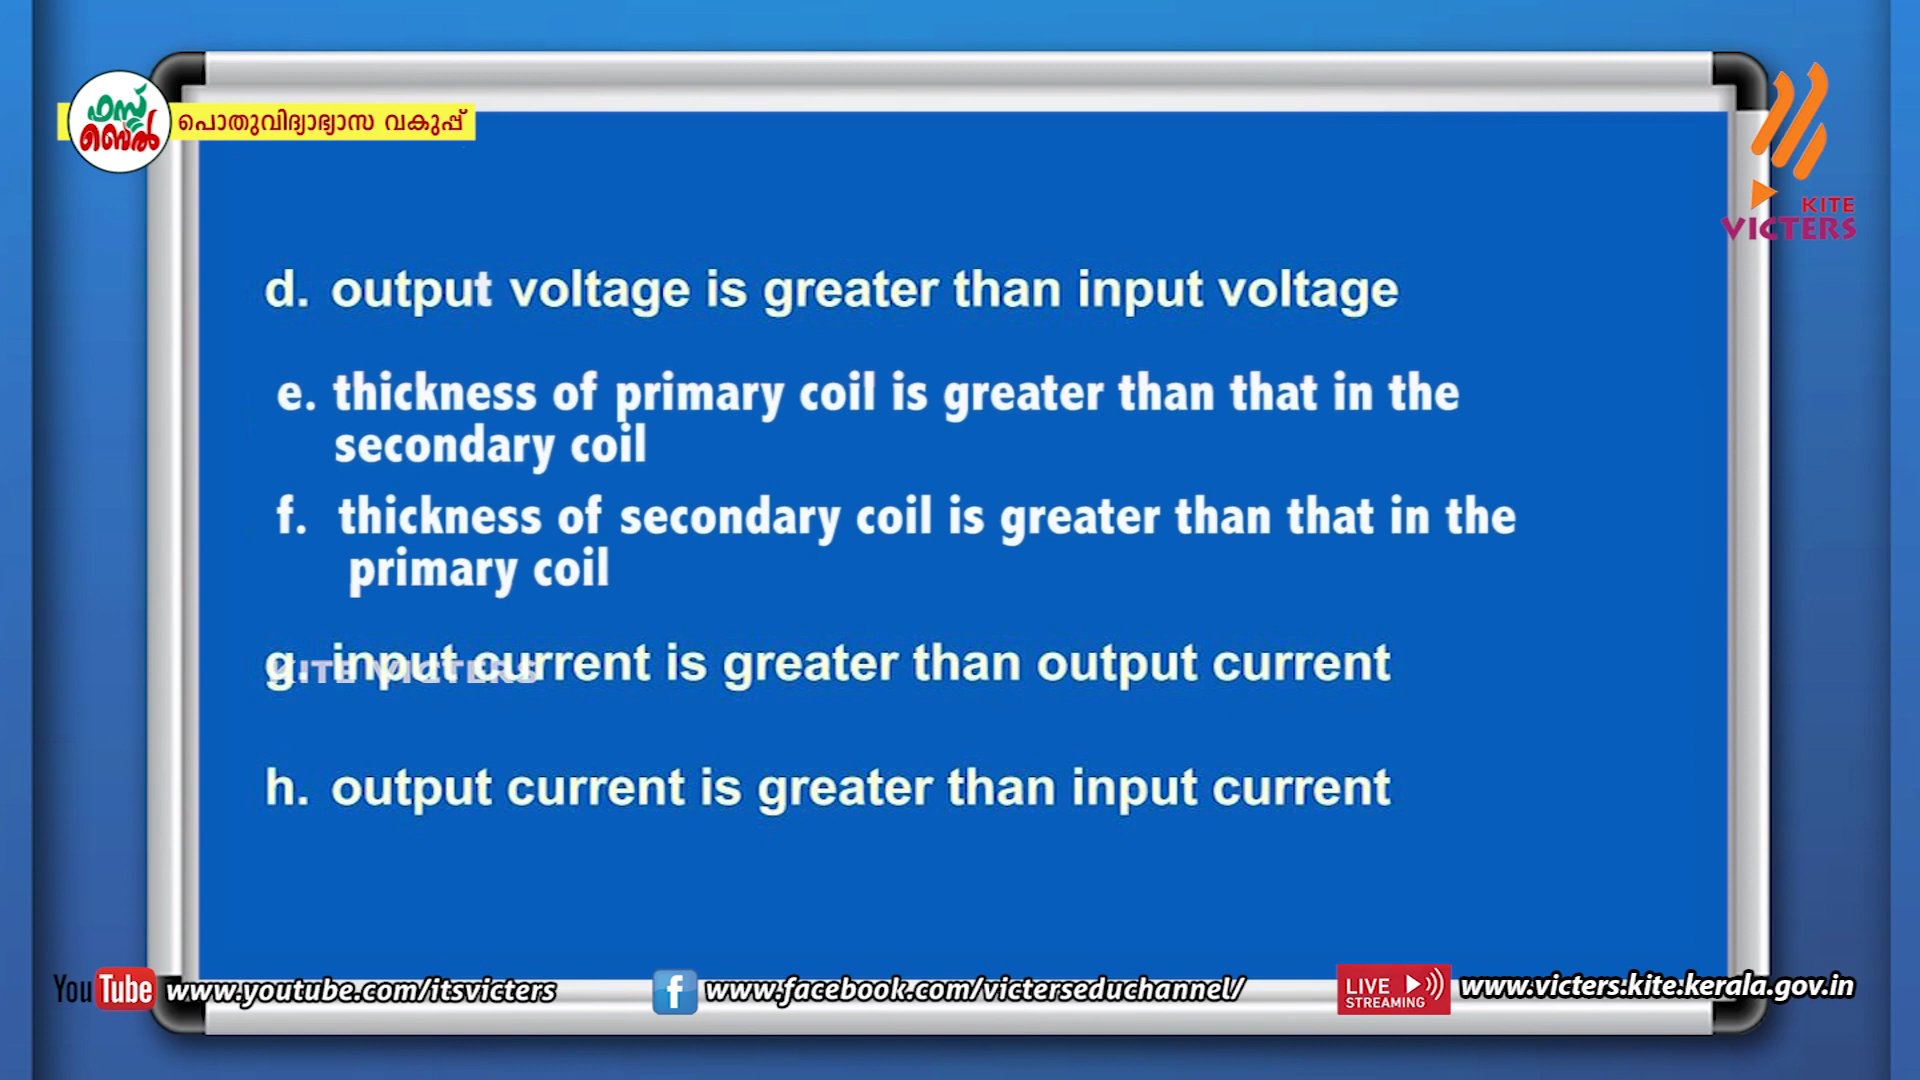 ഫസ്റ്റ്
ബെൽ
പൊതുവിദ്യാഭ്യാസ വകുപ്പ്
KITE
VICTERS
d. output voltage is greater than input voltage
e. thickness of primary coil is greater than that in the
secondary coil
f. thickness of secondary coil is greater than that in the
primary coil
g. input current is greater than output current
KITE VICTERS
h. output current is greater than input current
YouTube www.youtube.com/itsvicters
f www.facebook.com/victerseduchannel/
LIVE
STREAMING
www.victers.kite.kerala.gov.in